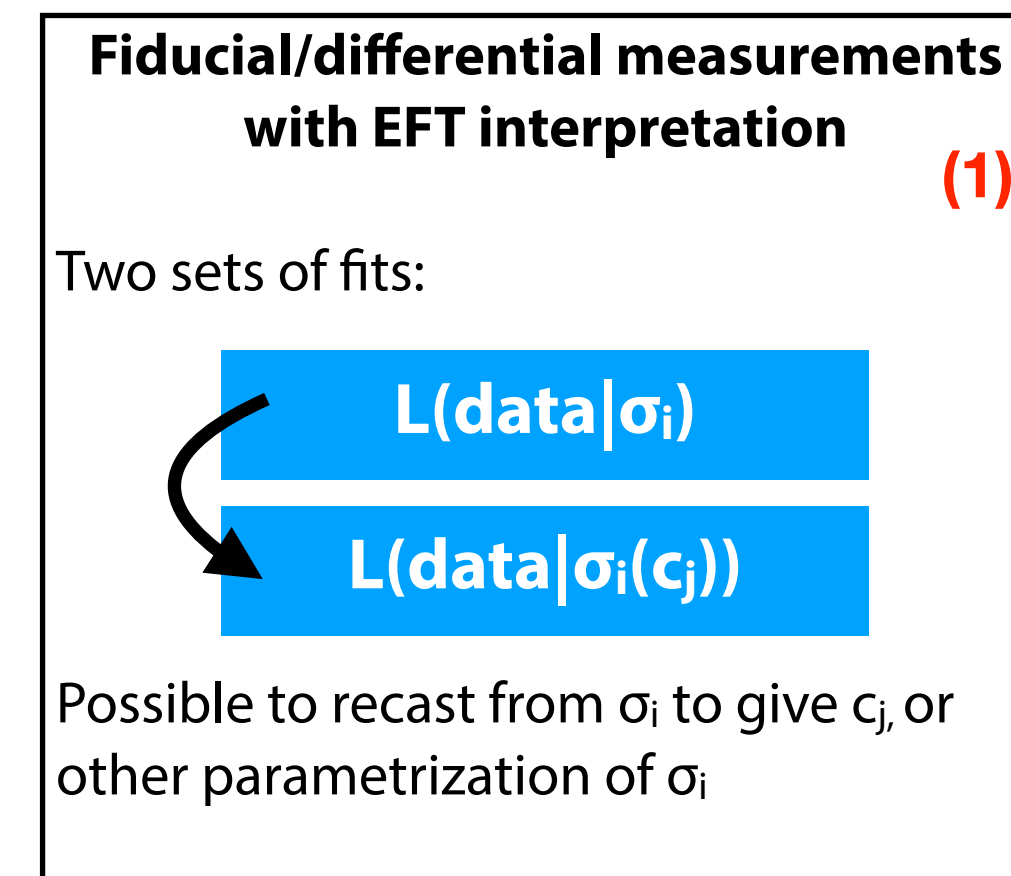 Fiducial/differential measurements
with EFT interpretation
(1)
Two sets of fits:
L(data|σᵢ)
L(data|σᵢ(cⱼ))
Possible to recast from σᵢ to give cⱼ, or
other parametrization of σᵢ